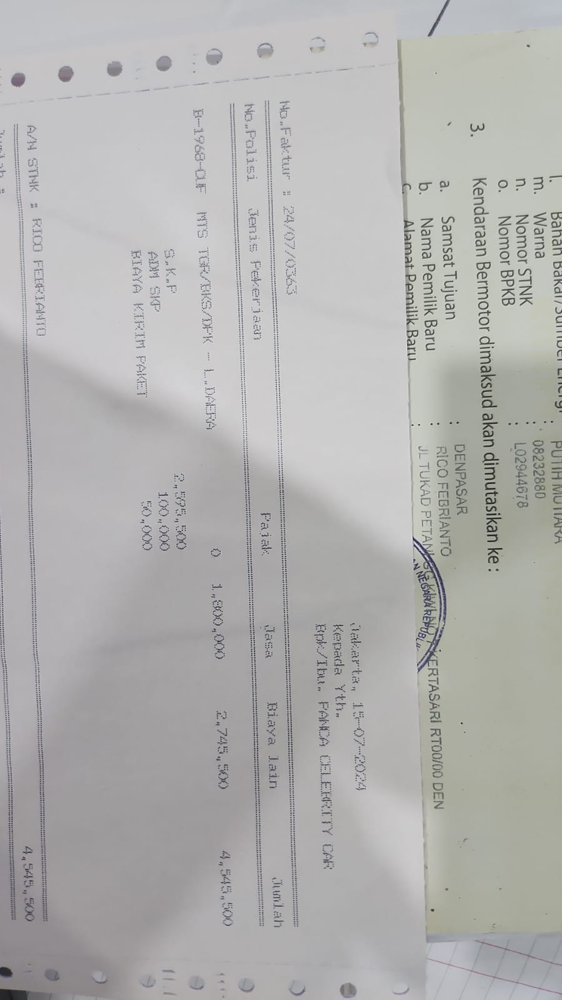 l. Bahan Bakar/Sumber Energi : 
m. Warna : PUTIH MUTIARA
n. Nomor STNK : 08232880
o. Nomor BPKB : L02944678
3. Kendaraan Bermotor dimaksud akan dimutasikan ke :
a. Samsat Tujuan : DENPASAR
b. Nama Pemilik Baru : RICO FEBRIANTO
c. Alamat Pemilik Baru : JL TUKAD PETANU GG KERTASARI RT00/00 DEN
AN NEGARA REPUBLI
Jakarta, 15-07-2024
Kepada Yth.
Bpk/Ibu. PANCA CELEBRITY CAR
No.Faktur : 24/07/0363
No.Polisi Jenis Pekerjaan Pajak Jasa Biaya lain Jumlah
B-1968-CUF MTS TGR/BKS/DPK - L.DAERA 0 1,800,000 2,745,500 4,545,500
S.K.P 2,595,500
ADM SKP 100,000
BIAYA KIRIM PAKET 50,000
A/N STNK : RICO FEBRIANTO 4,545,500
Jumlah :